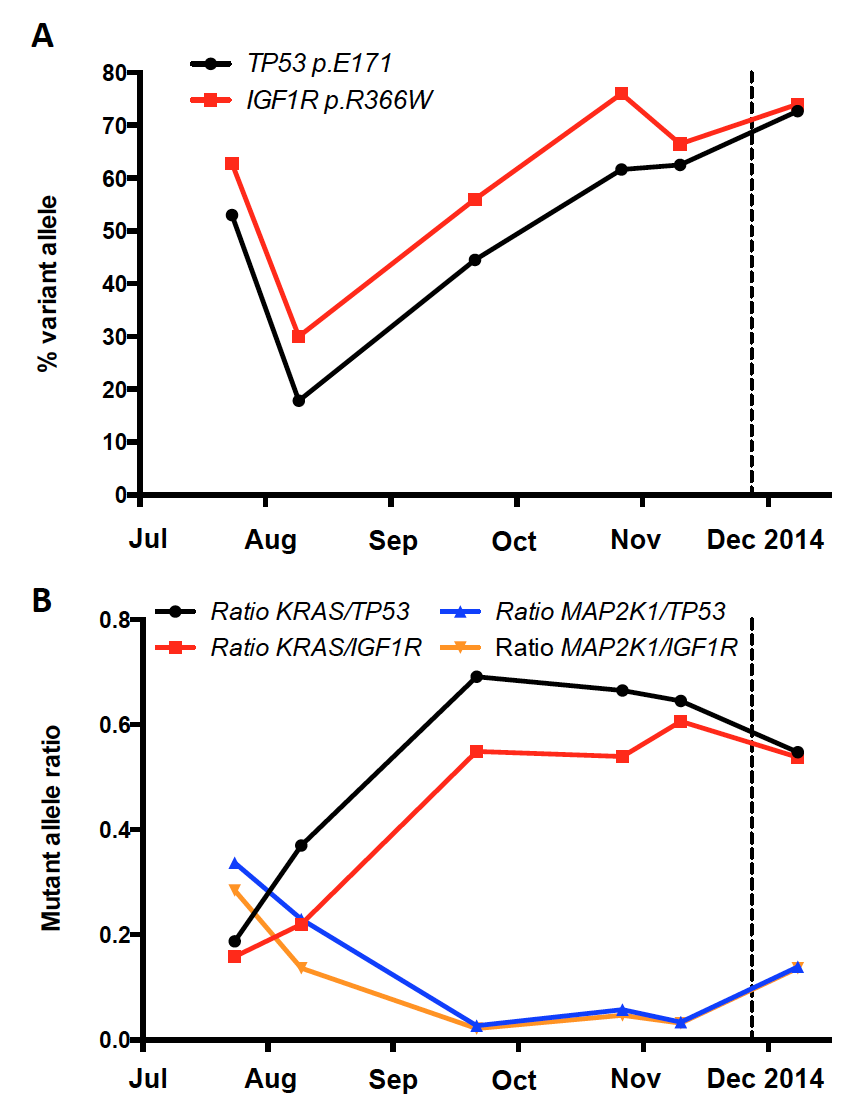 A
TP53 p.E171
IGF1R p.R366W
80
70
60
50
40
30
20
10
0
% variant allele
Jul Aug Sep Oct Nov Dec 2014
B
Ratio KRAS/TP53 Ratio MAP2K1/TP53
Ratio KRAS/IGF1R Ratio MAP2K1/IGF1R
0.8
0.6
0.4
0.2
0.0
Mutant allele ratio
Jul Aug Sep Oct Nov Dec 2014